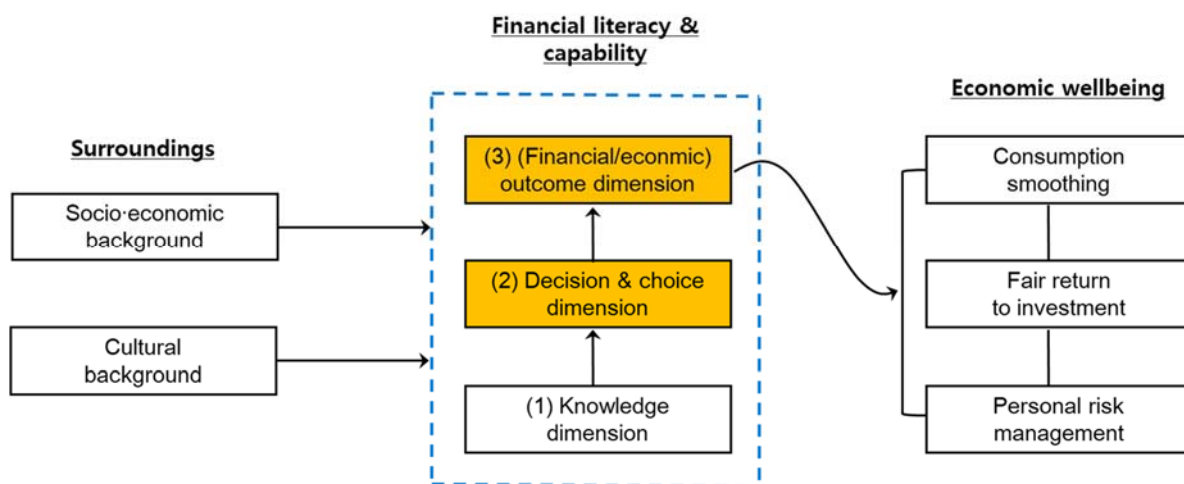 Financial literacy &
capability
Economic wellbeing
Surroundings
Socio·economic
background
Cultural
background
(3) (Financial/econmic)
outcome dimension
(2) Decision & choice
dimension
(1) Knowledge
dimension
Consumption
smoothing
Fair return
to investment
Personal risk
management